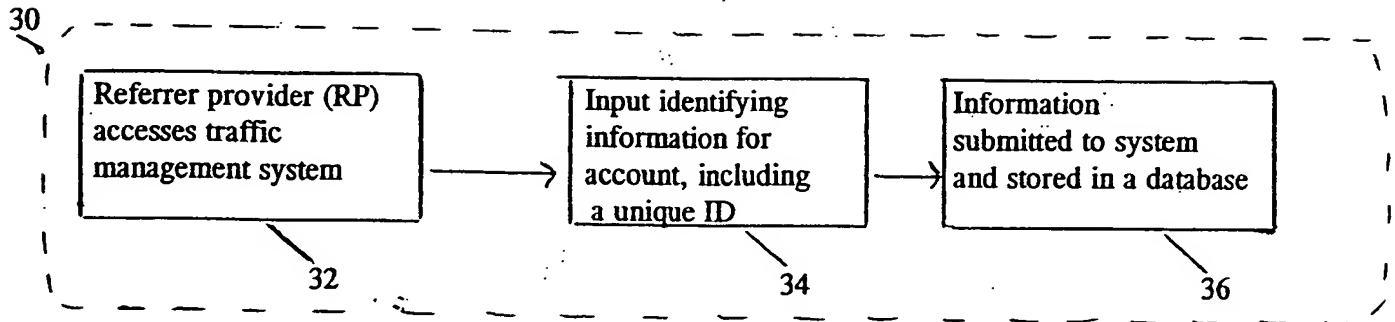 30
Referrer provider (RP)
accesses traffic
management system
Input identifying
information for
account, including
a unique ID
Information
submitted to system
and stored in a database
32
34
36